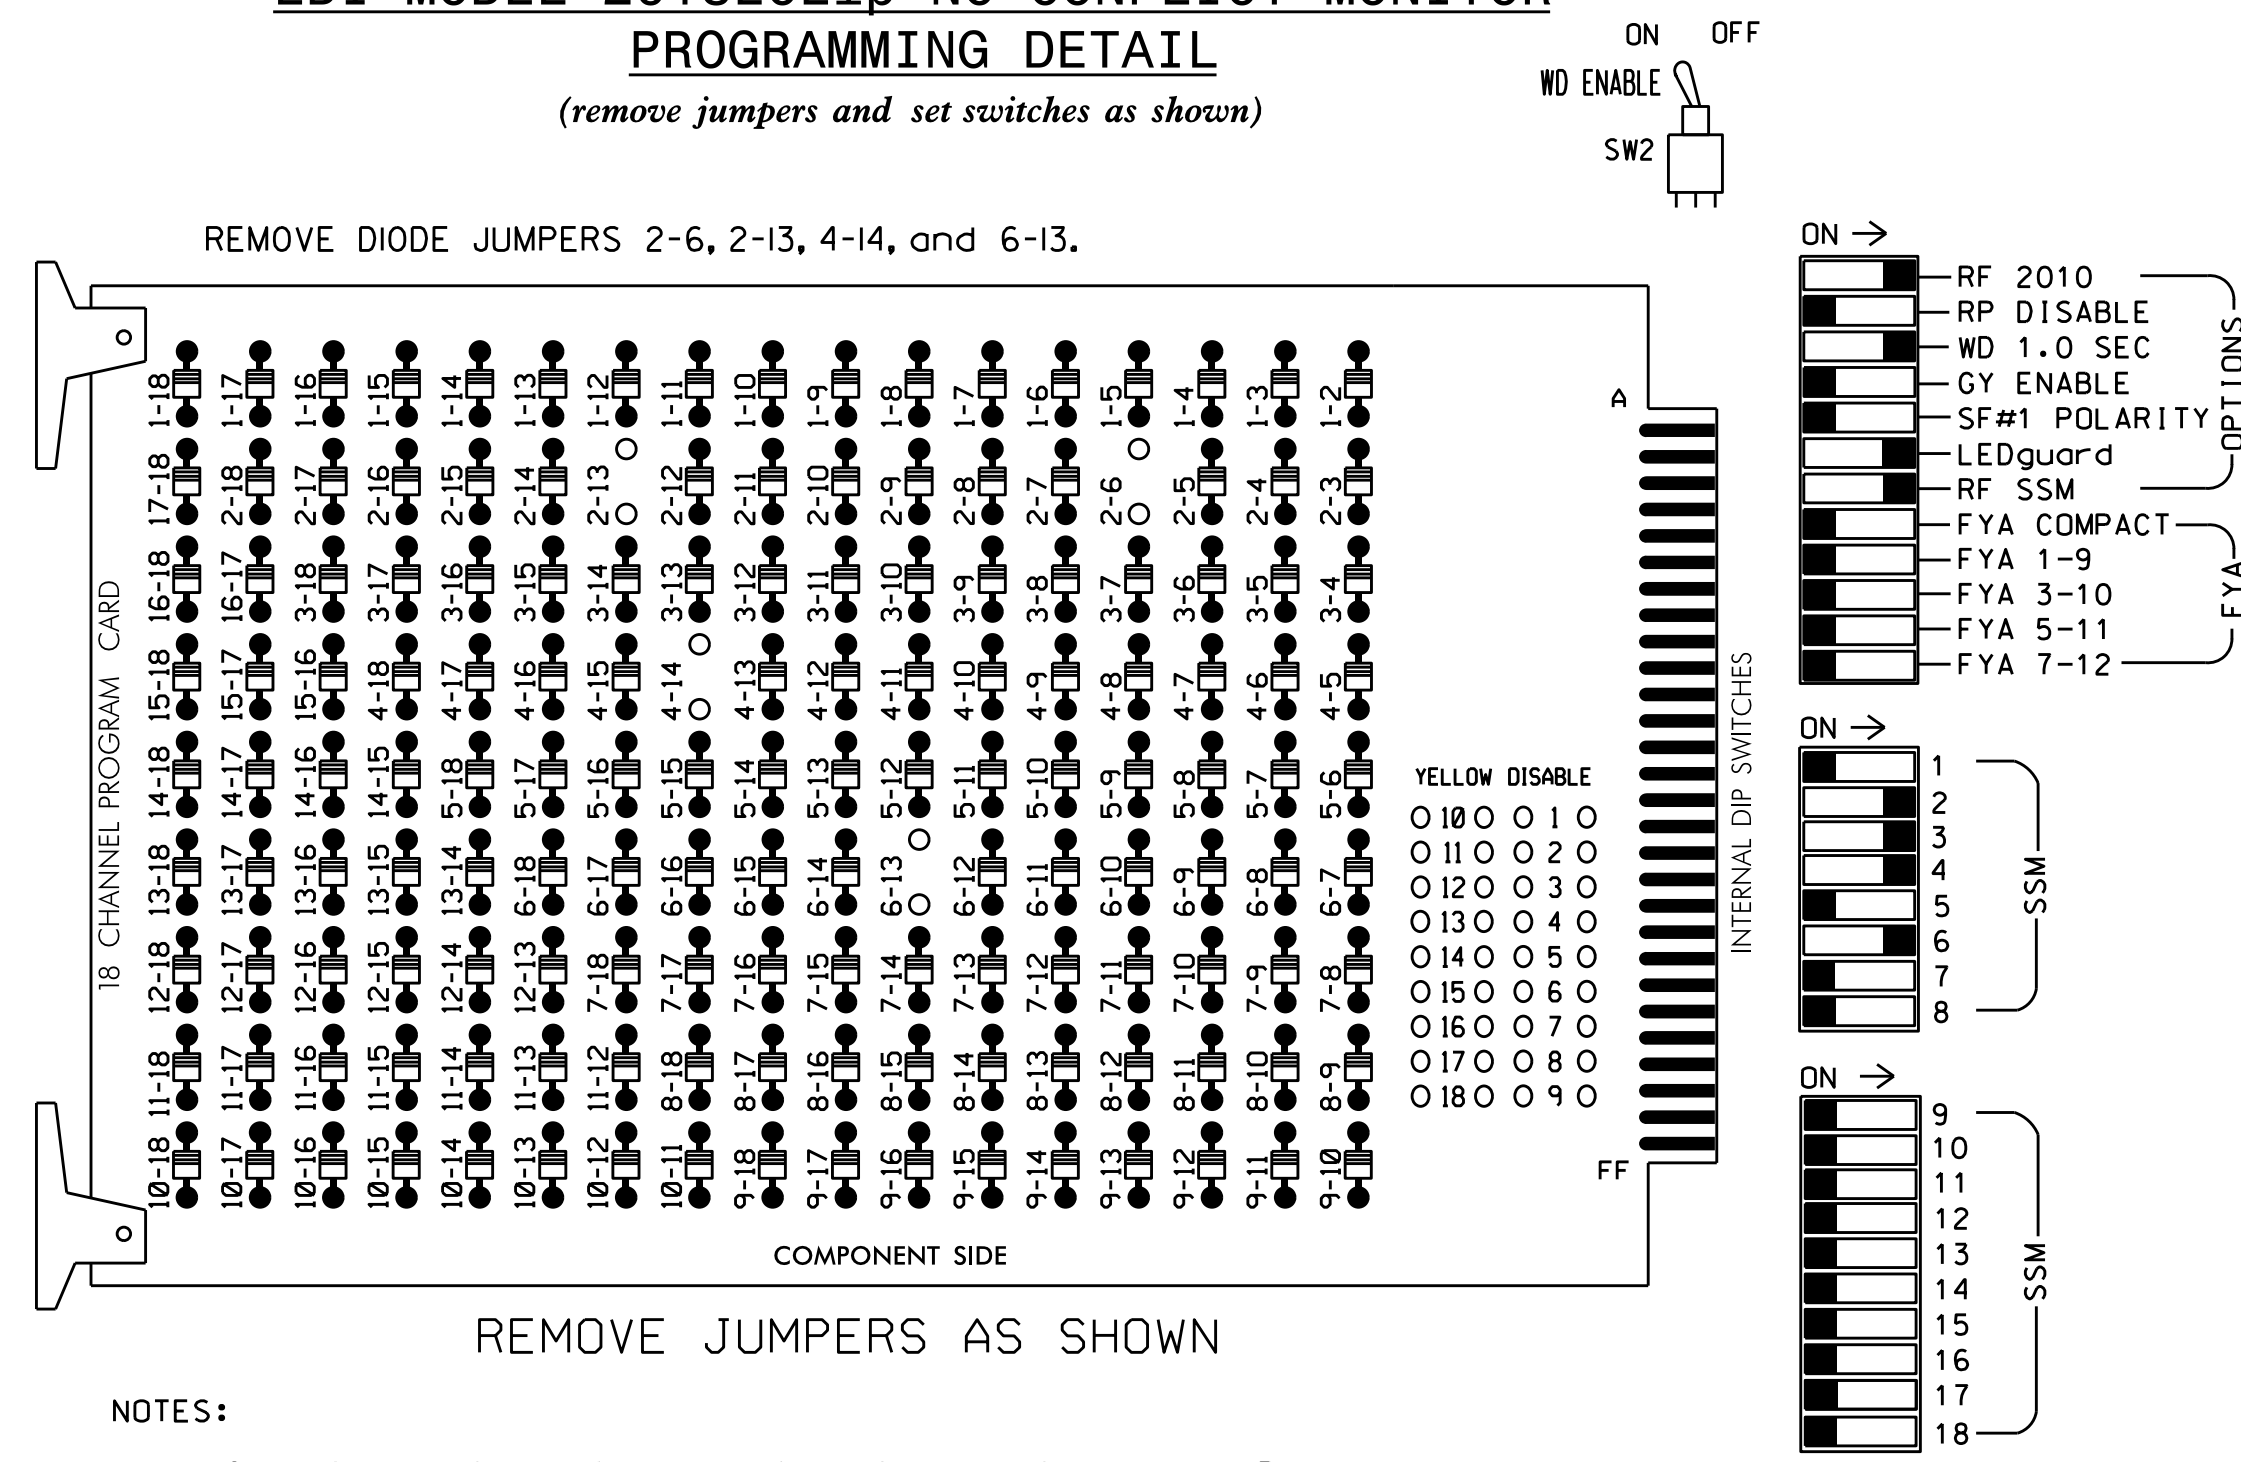 PROGRAMMING DETAIL
(remove jumpers and set switches as shown)
ON OFF
WD ENABLE
SW2
REMOVE DIODE JUMPERS 2-6, 2-13, 4-14, and 6-13.
1-18 1-17 1-16 1-15 1-14 1-13 1-12 1-11 1-10 1-9 1-8 1-7 1-6 1-5 1-4 1-3 1-2
17-18 2-18 2-17 2-16 2-15 2-14 2-13 2-12 2-11 2-10 2-9 2-8 2-7 2-6 2-5 2-4 2-3
16-18 16-17 3-18 3-17 3-16 3-15 3-14 3-13 3-12 3-11 3-10 3-9 3-8 3-7 3-6 3-5 3-4
15-18 15-17 15-16 4-18 4-17 4-16 4-15 4-14 4-13 4-12 4-11 4-10 4-9 4-8 4-7 4-6 4-5
14-18 14-17 14-16 14-15 5-18 5-17 5-16 5-15 5-14 5-13 5-12 5-11 5-10 5-9 5-8 5-7 5-6
13-18 13-17 13-16 13-15 13-14 6-18 6-17 6-16 6-15 6-14 6-13 6-12 6-11 6-10 6-9 6-8 6-7
12-18 12-17 12-16 12-15 12-14 12-13 7-18 7-17 7-16 7-15 7-14 7-13 7-12 7-11 7-10 7-9 7-8
11-18 11-17 11-16 11-15 11-14 11-13 11-12 8-18 8-17 8-16 8-15 8-14 8-13 8-12 8-11 8-10 8-9
10-18 10-17 10-16 10-15 10-14 10-13 10-12 10-11 9-18 9-17 9-16 9-15 9-14 9-13 9-12 9-11 9-10
18 CHANNEL PROGRAM CARD
COMPONENT SIDE
YELLOW DISABLE
10 1
11 2
12 3
13 4
14 5
15 6
16 7
17 8
18 9
A
FF
INTERNAL DIP SWITCHES
ON →
RF 2010
RP DISABLE
WD 1.0 SEC
GY ENABLE
SF#1 POLARITY
LEDguard
RF SSM
OPTIONS
FYA COMPACT
FYA 1-9
FYA 3-10
FYA 5-11
FYA 7-12
FYA
ON →
1
2
3
4
5
6
7
8
SSM
ON →
9
10
11
12
13
14
15
16
17
18
SSM
REMOVE JUMPERS AS SHOWN
NOTES: